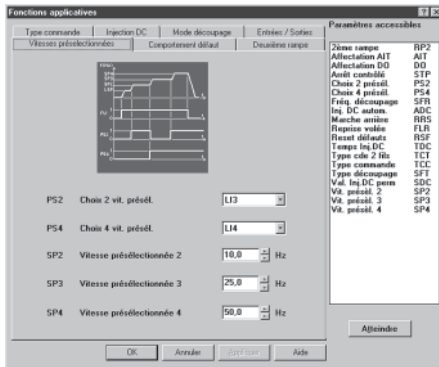 Fonctions applicatives
Type commande
Injection DC
Mode découpage
Entrées / Sorties
Vitesses présélectionnées
Comportement défaut
Deuxième rampe
PS2 Choix 2 vit. présél. LI3
PS4 Choix 4 vit. présél. LI4
SP2 Vitesse présélectionnée 2 10,0 Hz
SP3 Vitesse présélectionnée 3 25,0 Hz
SP4 Vitesse présélectionnée 4 50,0 Hz
OK
Annuler
Appliquer
Aide
Paramètres accessibles
2ème rampe RP2
Affectation AIT AIT
Affectation DO DO
Arrêt contrôlé STP
Choix 2 présél. PS2
Choix 4 présél. PS4
Fréq. découpage SFR
Inj. DC autom. ADC
Marche arrière RRS
Reprise volée FLR
Reset défauts RSF
Temps Inj.DC TDC
Type cde 2 fils TCT
Type commande TCC
Type découpage SFT
Val. Inj.DC perm SDC
Vit. présél. 2 SP2
Vit. présél. 3 SP3
Vit. présél. 4 SP4
Atteindre